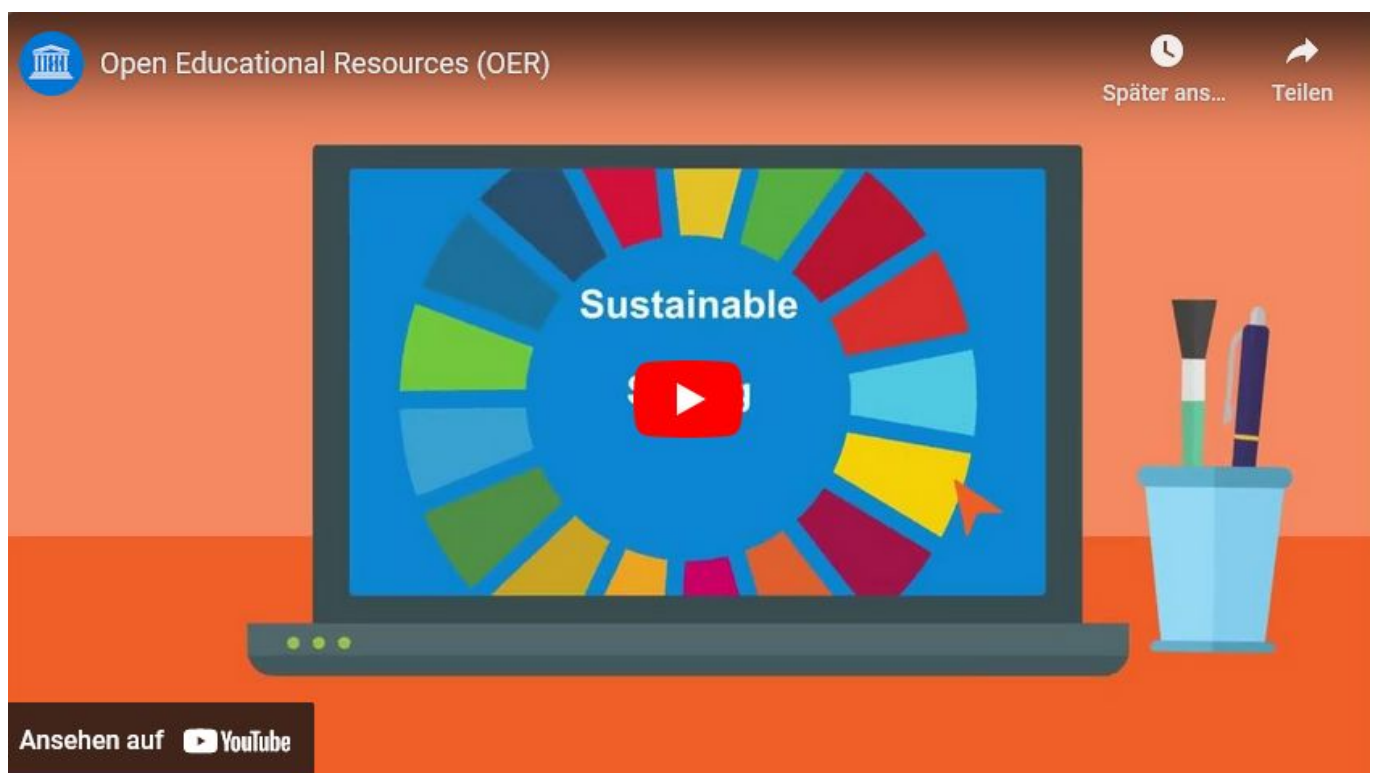 Open Educational Resources (OER)
Später ans...
Teilen
Sustainable
Ansehen auf YouTube